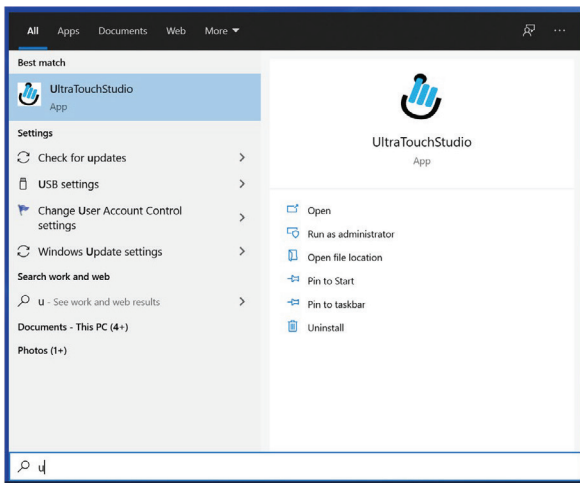 All Apps Documents Web More
Best match
UltraTouchStudio
App
Settings
Check for updates
USB settings
Change User Account Control
settings
Windows Update settings
Search work and web
u - See work and web results
Documents - This PC (4+)
Photos (1+)
UltraTouchStudio
App
Open
Run as administrator
Open file location
Pin to Start
Pin to taskbar
Uninstall
u